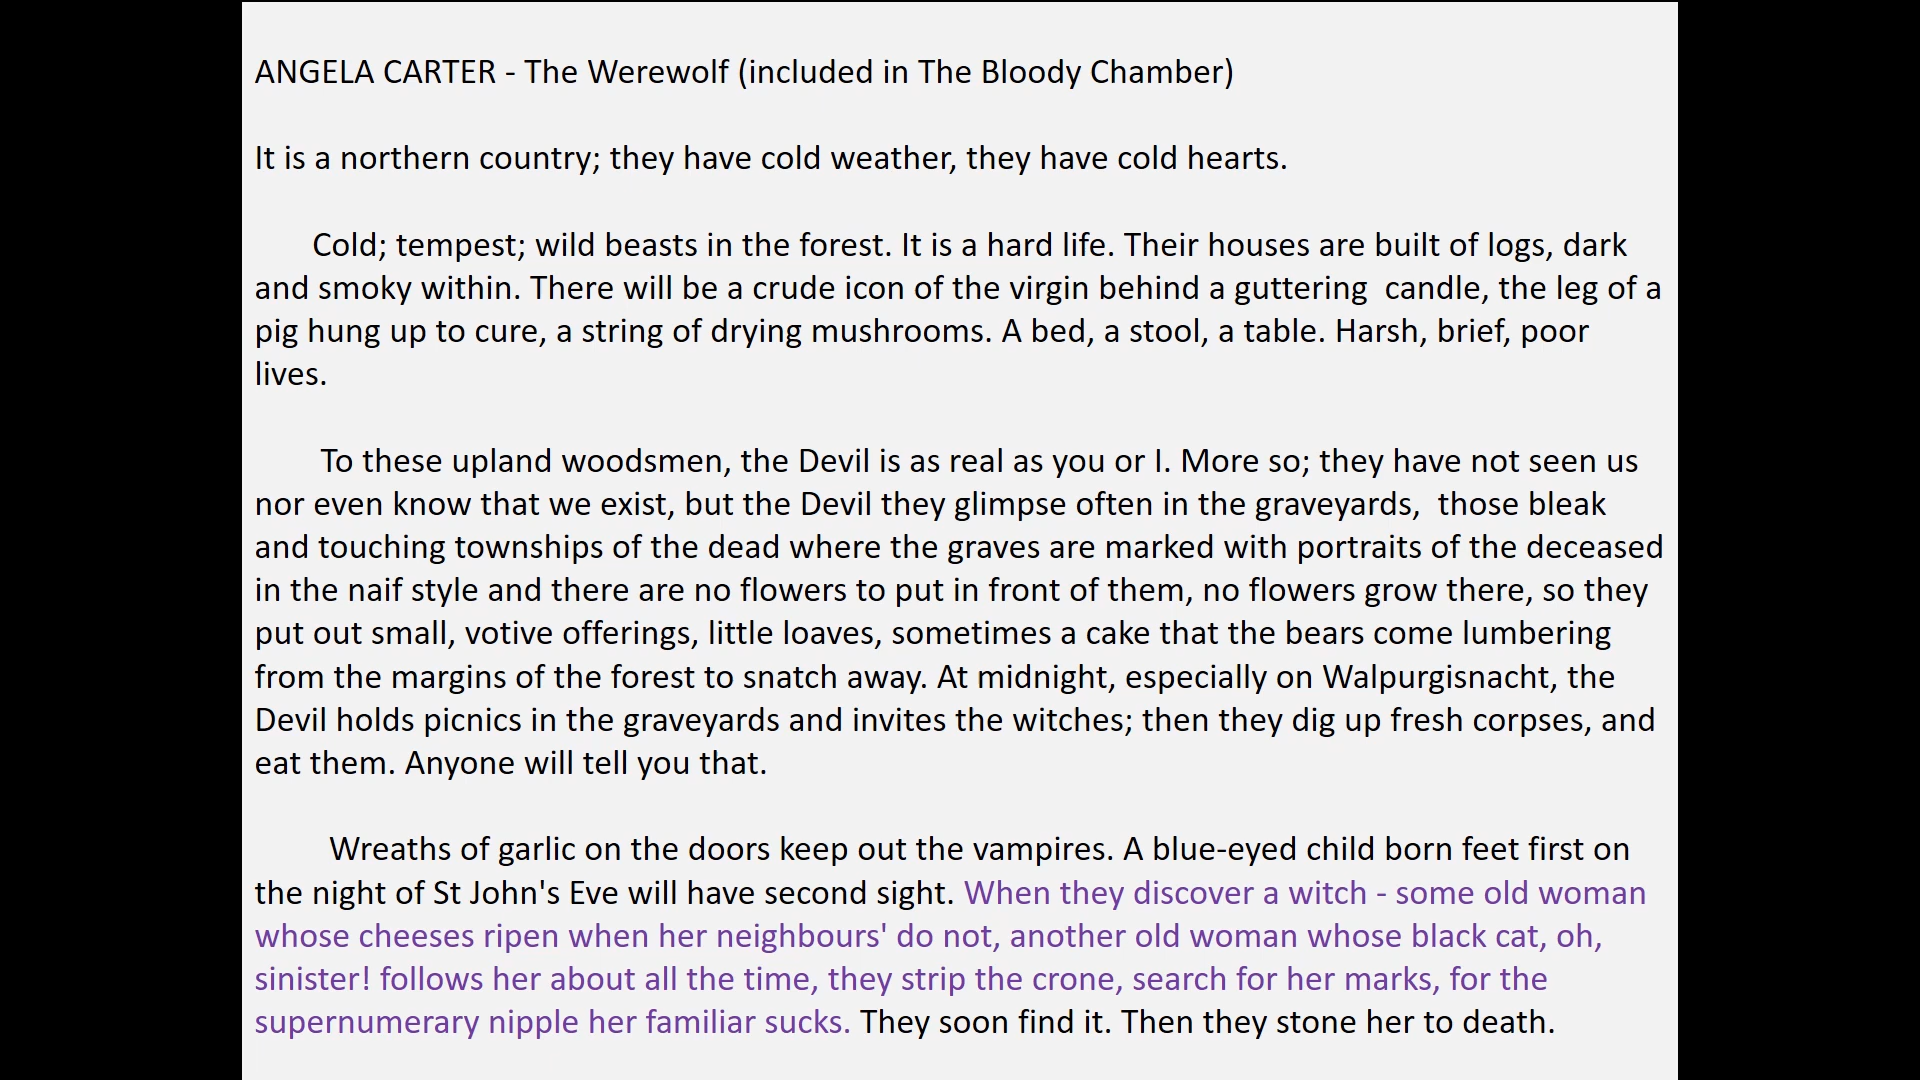 ANGELA CARTER - The Werewolf (included in The Bloody Chamber)
It is a northern country; they have cold weather, they have cold hearts.
Cold; tempest; wild beasts in the forest. It is a hard life. Their houses are built of logs, dark
and smoky within. There will be a crude icon of the virgin behind a guttering  candle, the leg of a
pig hung up to cure, a string of drying mushrooms. A bed, a stool, a table. Harsh, brief, poor
lives.
To these upland woodsmen, the Devil is as real as you or I. More so; they have not seen us
nor even know that we exist, but the Devil they glimpse often in the graveyards,  those bleak
and touching townships of the dead where the graves are marked with portraits of the deceased
in the naif style and there are no flowers to put in front of them, no flowers grow there, so they
put out small, votive offerings, little loaves, sometimes a cake that the bears come lumbering
from the margins of the forest to snatch away. At midnight, especially on Walpurgisnacht, the
Devil holds picnics in the graveyards and invites the witches; then they dig up fresh corpses, and
eat them. Anyone will tell you that.
Wreaths of garlic on the doors keep out the vampires. A blue-eyed child born feet first on
the night of St John's Eve will have second sight. When they discover a witch - some old woman
whose cheeses ripen when her neighbours' do not, another old woman whose black cat, oh,
sinister! follows her about all the time, they strip the crone, search for her marks, for the
supernumerary nipple her familiar sucks. They soon find it. Then they stone her to death.